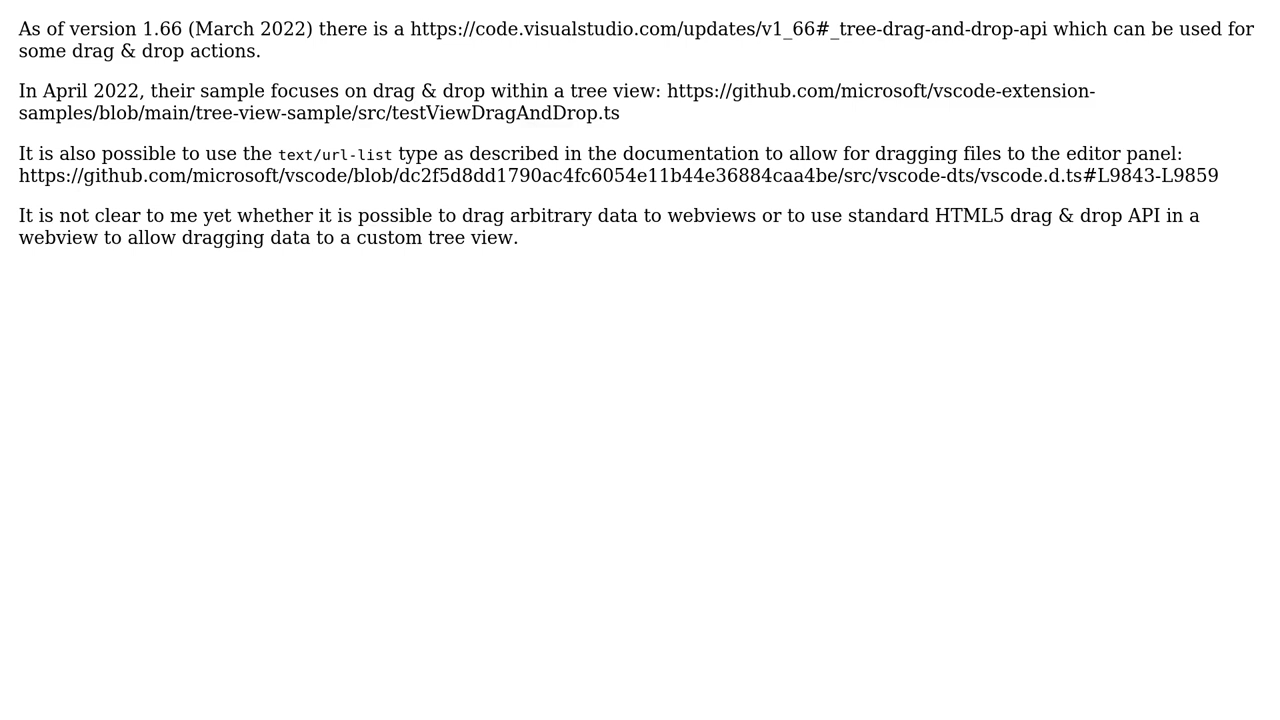 As of version 1.66 (March 2022) there is a https://code.visualstudio.com/updates/v1_66#_tree-drag-and-drop-api which can be used for
some drag & drop actions.
In April 2022, their sample focuses on drag & drop within a tree view: https://github.com/microsoft/vscode-extension-
samples/blob/main/tree-view-sample/src/testViewDragAndDrop.ts
It is also possible to use the text/url-list type as described in the documentation to allow for dragging files to the editor panel:
https://github.com/microsoft/vscode/blob/dc2f5d8dd1790ac4fc6054e11b44e36884caa4be/src/vscode-dts/vscode.d.ts#L9843-L9859
It is not clear to me yet whether it is possible to drag arbitrary data to webviews or to use standard HTML5 drag & drop API in a
webview to allow dragging data to a custom tree view.